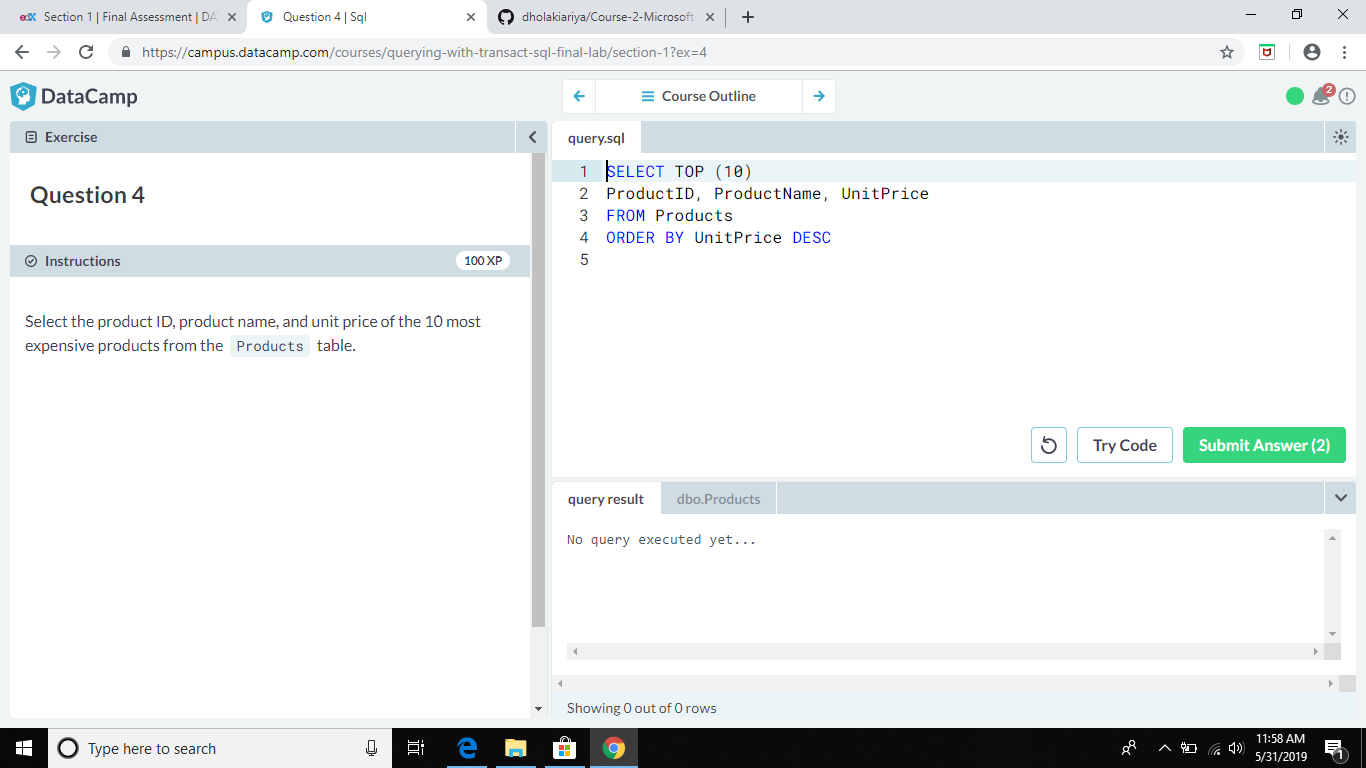 Section 1 | Final Assessment | DA
Question 4 | Sql
dholakiariya/Course-2-Microsoft
https://campus.datacamp.com/courses/querying-with-transact-sql-final-lab/section-1?ex=4
DataCamp
Course Outline
2
Exercise
Question 4
Instructions
100 XP
Select the product ID, product name, and unit price of the 10 most
expensive products from the Products table.
query.sql
1 SELECT TOP (10)
2 ProductID, ProductName, UnitPrice
3 FROM Products
4 ORDER BY UnitPrice DESC
5
Try Code
Submit Answer (2)
query result
dbo.Products
No query executed yet...
Showing 0 out of 0 rows
Type here to search
11:58 AM
5/31/2019
1